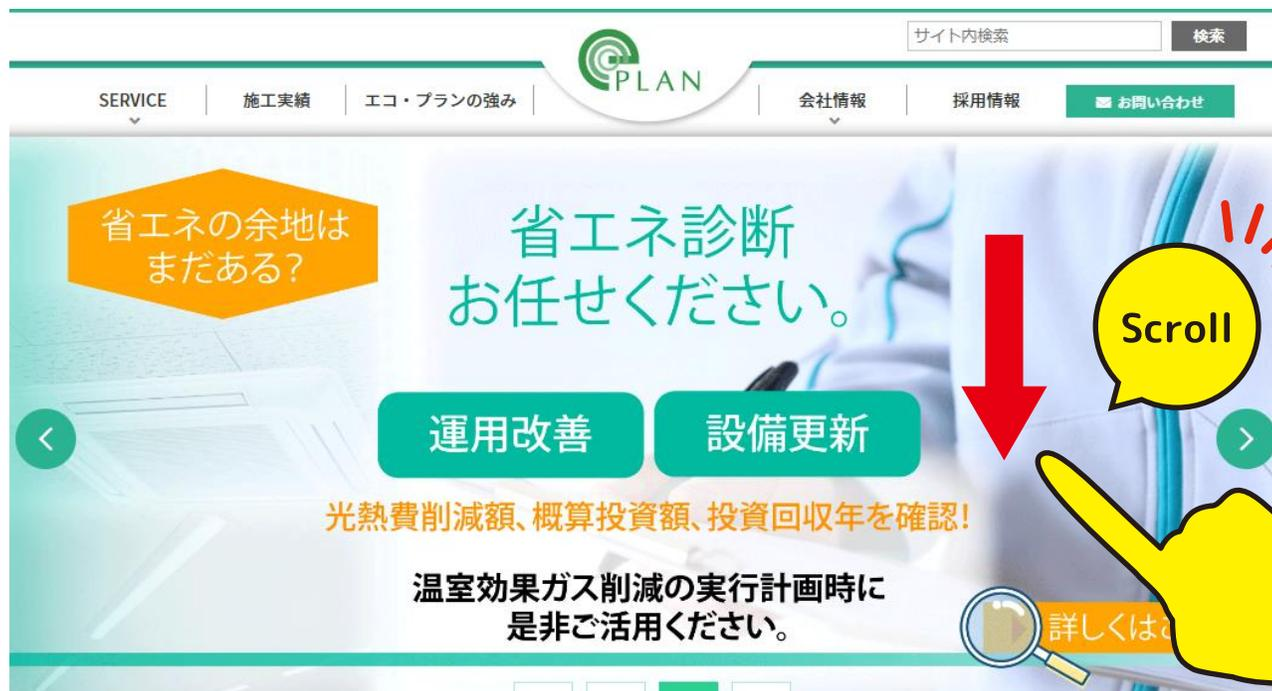 サイト内検索
検索
PLAN
SERVICE
施工実績
エコ・プランの強み
会社情報
採用情報
お問い合わせ
省エネの余地は
まだある?
省エネ診断
お任せください。
運用改善
設備更新
光熱費削減額、概算投資額、投資回収年を確認!
温室効果ガス削減の実行計画時に
是非ご活用ください。
Scroll
詳しくは